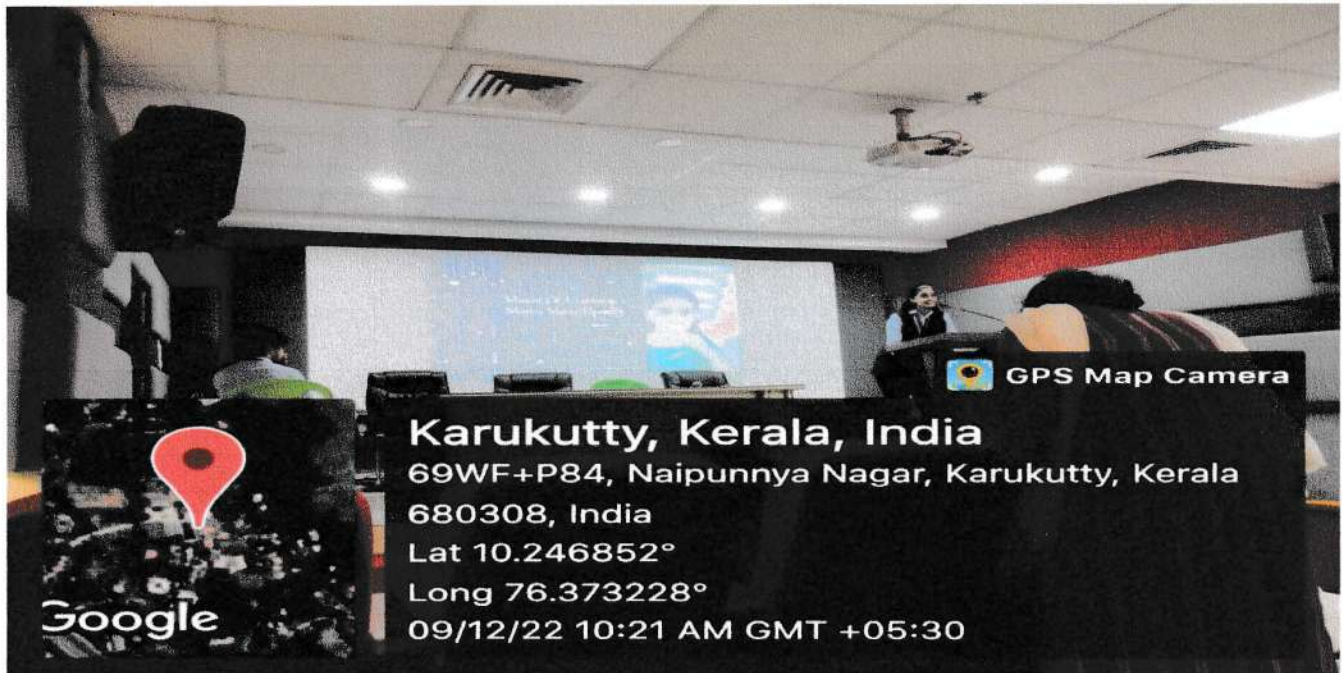 GPS Map Camera
Karukutty, Kerala, India
69WF+P84, Naipunnya Nagar, Karukutty, Kerala
680308, India
Lat 10.246852°
Long 76.373228°
09/12/22 10:21 AM GMT +05:30
Google